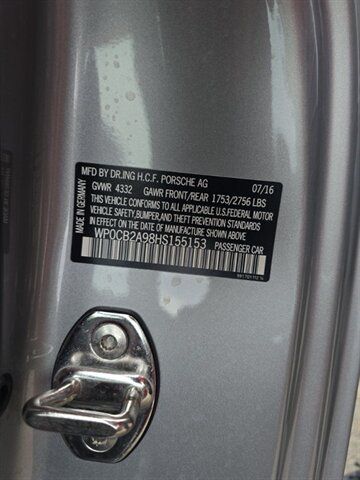 MFD BY DR.ING H.C.F. PORSCHE AG 07/16
GVWR 4332 GAWR FRONT/REAR 1753/2756 LBS
THIS VEHICLE CONFORMS TO ALL APPLICABLE U.S.FEDERAL MOTOR
VEHICLE SAFETY, BUMPER, AND THEFT PREVENTION STANDARDS
IN EFFECT ON THE DATE OF MANUFACTURE SHOWN ABOVE
WP0CB2A98HS155153 PASSENGER CAR
MADE IN GERMANY